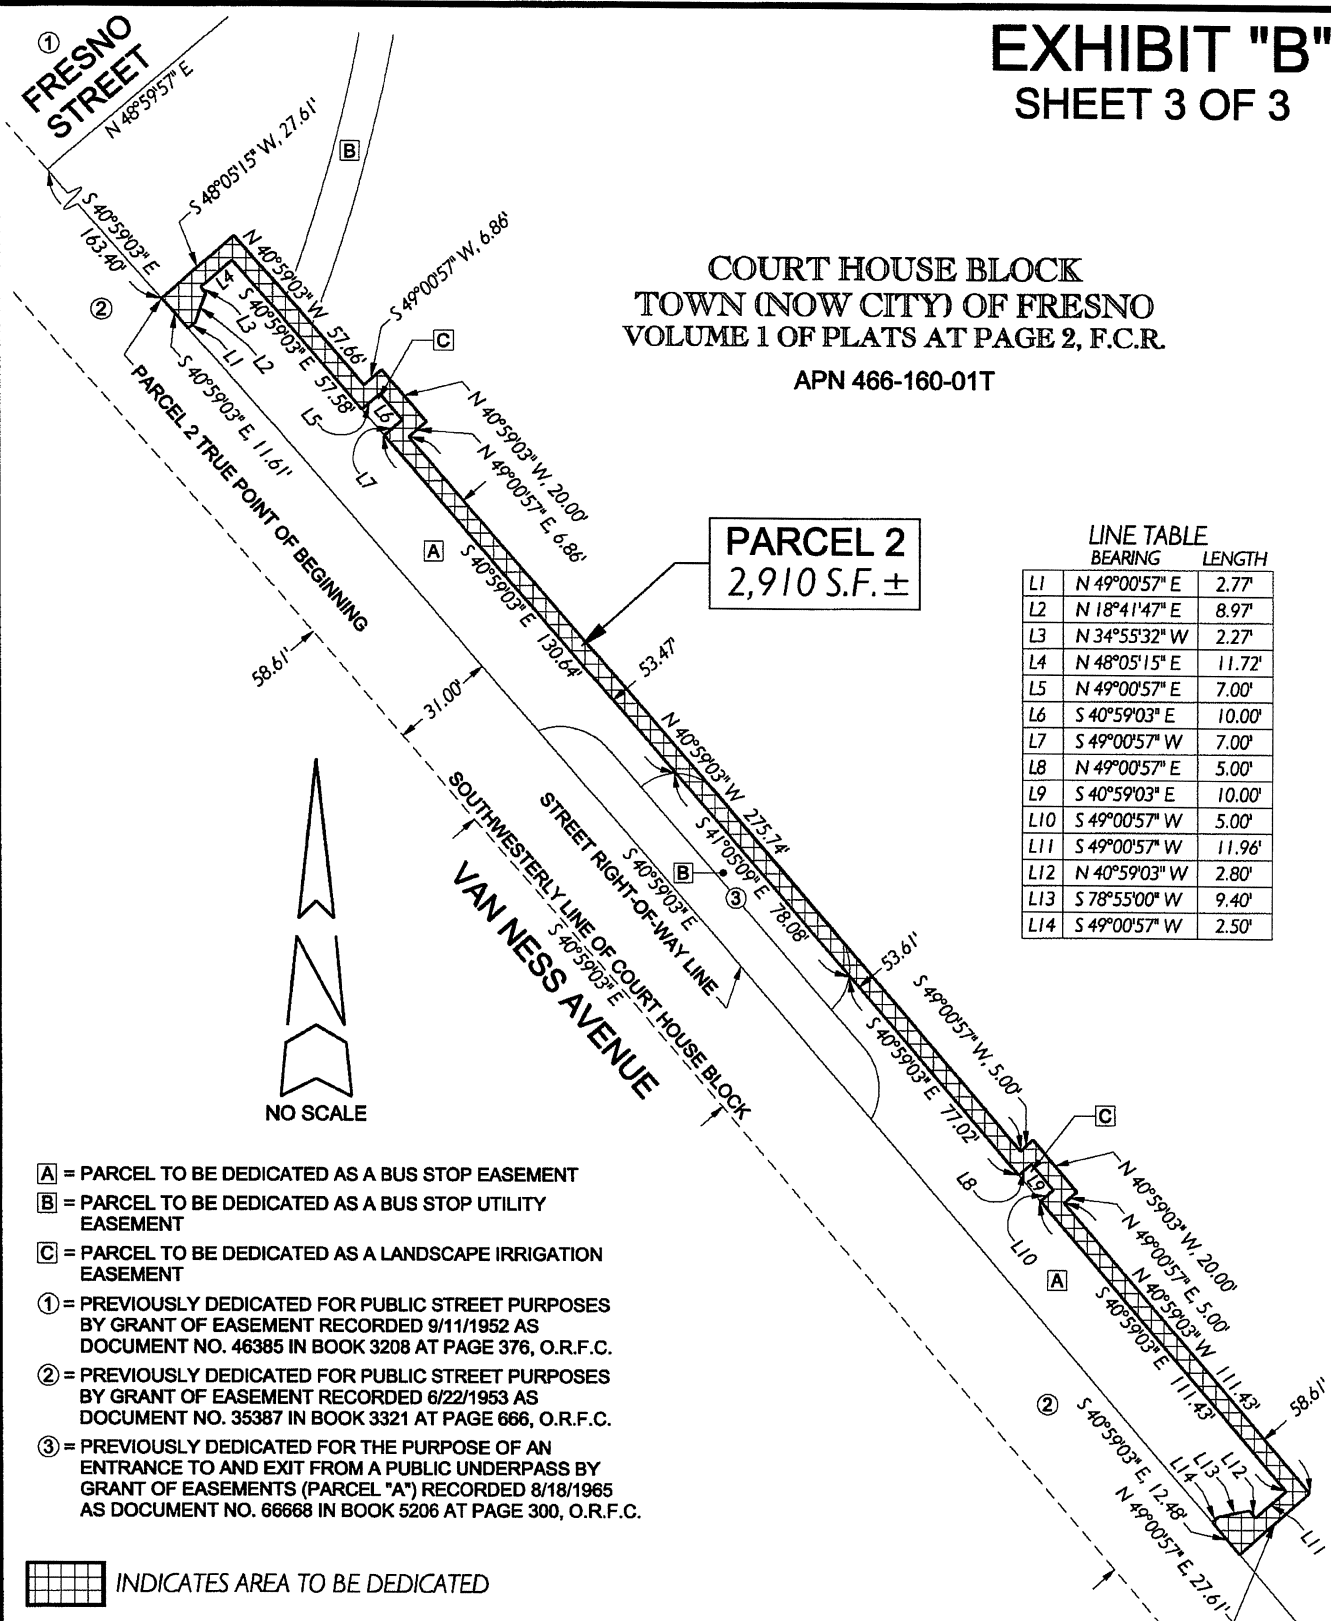 EXHIBIT "B"
SHEET 3 OF 3
①
FRESNO
STREET
N 48°59'57" E
S 48°05'15" W, 27.61'
B
S 40°59'03" E
163.40'
②
N 40°59'03" W 57.66'
S 49°00'57" W, 6.86'
C
L4
S 40°59'03" E 57.58'
L3
L2
L1
S 40°59'03" E, 11.61'
PARCEL 2 TRUE POINT OF BEGINNING
L5
L6
L7
N 40°59'03" W, 20.00'
N 49°00'57" E, 6.86'
COURT HOUSE BLOCK
TOWN (NOW CITY) OF FRESNO
VOLUME 1 OF PLATS AT PAGE 2, F.C.R.
APN 466-160-01T
A
S 40°59'03" E 130.64'
PARCEL 2
2,910 S.F. ±
58.61'
31.00'
53.47'
N 40°59'03" W 275.74'
S 41°05'09" E 78.08'
B
③
SOUTHWESTERLY LINE OF COURT HOUSE BLOCK
S 40°59'03" E
STREET RIGHT-OF-WAY LINE
S 40°59'03" E
VAN NESS AVENUE
53.61'
S 49°00'57" W, 5.00'
S 40°59'03" E 77.02'
C
L8
L9
L10
N 40°59'03" W, 20.00'
N 49°00'57" E, 5.00'
N 40°59'03" W 111.43'
S 40°59'03" E 111.43'
A
②
58.61'
S 40°59'03" E, 12.48'
N 49°00'57" E, 27.61'
L14
L13
L12
L11
LINE TABLE
BEARING LENGTH
L1 N 49°00'57" E 2.77'
L2 N 18°41'47" E 8.97'
L3 N 34°55'32" W 2.27'
L4 N 48°05'15" E 11.72'
L5 N 49°00'57" E 7.00'
L6 S 40°59'03" E 10.00'
L7 S 49°00'57" W 7.00'
L8 N 49°00'57" E 5.00'
L9 S 40°59'03" E 10.00'
L10 S 49°00'57" W 5.00'
L11 S 49°00'57" W 11.96'
L12 N 40°59'03" W 2.80'
L13 S 78°55'00" W 9.40'
L14 S 49°00'57" W 2.50'
N
NO SCALE
A = PARCEL TO BE DEDICATED AS A BUS STOP EASEMENT
B = PARCEL TO BE DEDICATED AS A BUS STOP UTILITY
EASEMENT
C = PARCEL TO BE DEDICATED AS A LANDSCAPE IRRIGATION
EASEMENT
① = PREVIOUSLY DEDICATED FOR PUBLIC STREET PURPOSES
BY GRANT OF EASEMENT RECORDED 9/11/1952 AS
DOCUMENT NO. 46385 IN BOOK 3208 AT PAGE 376, O.R.F.C.
② = PREVIOUSLY DEDICATED FOR PUBLIC STREET PURPOSES
BY GRANT OF EASEMENT RECORDED 6/22/1953 AS
DOCUMENT NO. 35387 IN BOOK 3321 AT PAGE 666, O.R.F.C.
③ = PREVIOUSLY DEDICATED FOR THE PURPOSE OF AN
ENTRANCE TO AND EXIT FROM A PUBLIC UNDERPASS BY
GRANT OF EASEMENTS (PARCEL "A") RECORDED 8/18/1965
AS DOCUMENT NO. 66668 IN BOOK 5206 AT PAGE 300, O.R.F.C.
INDICATES AREA TO BE DEDICATED